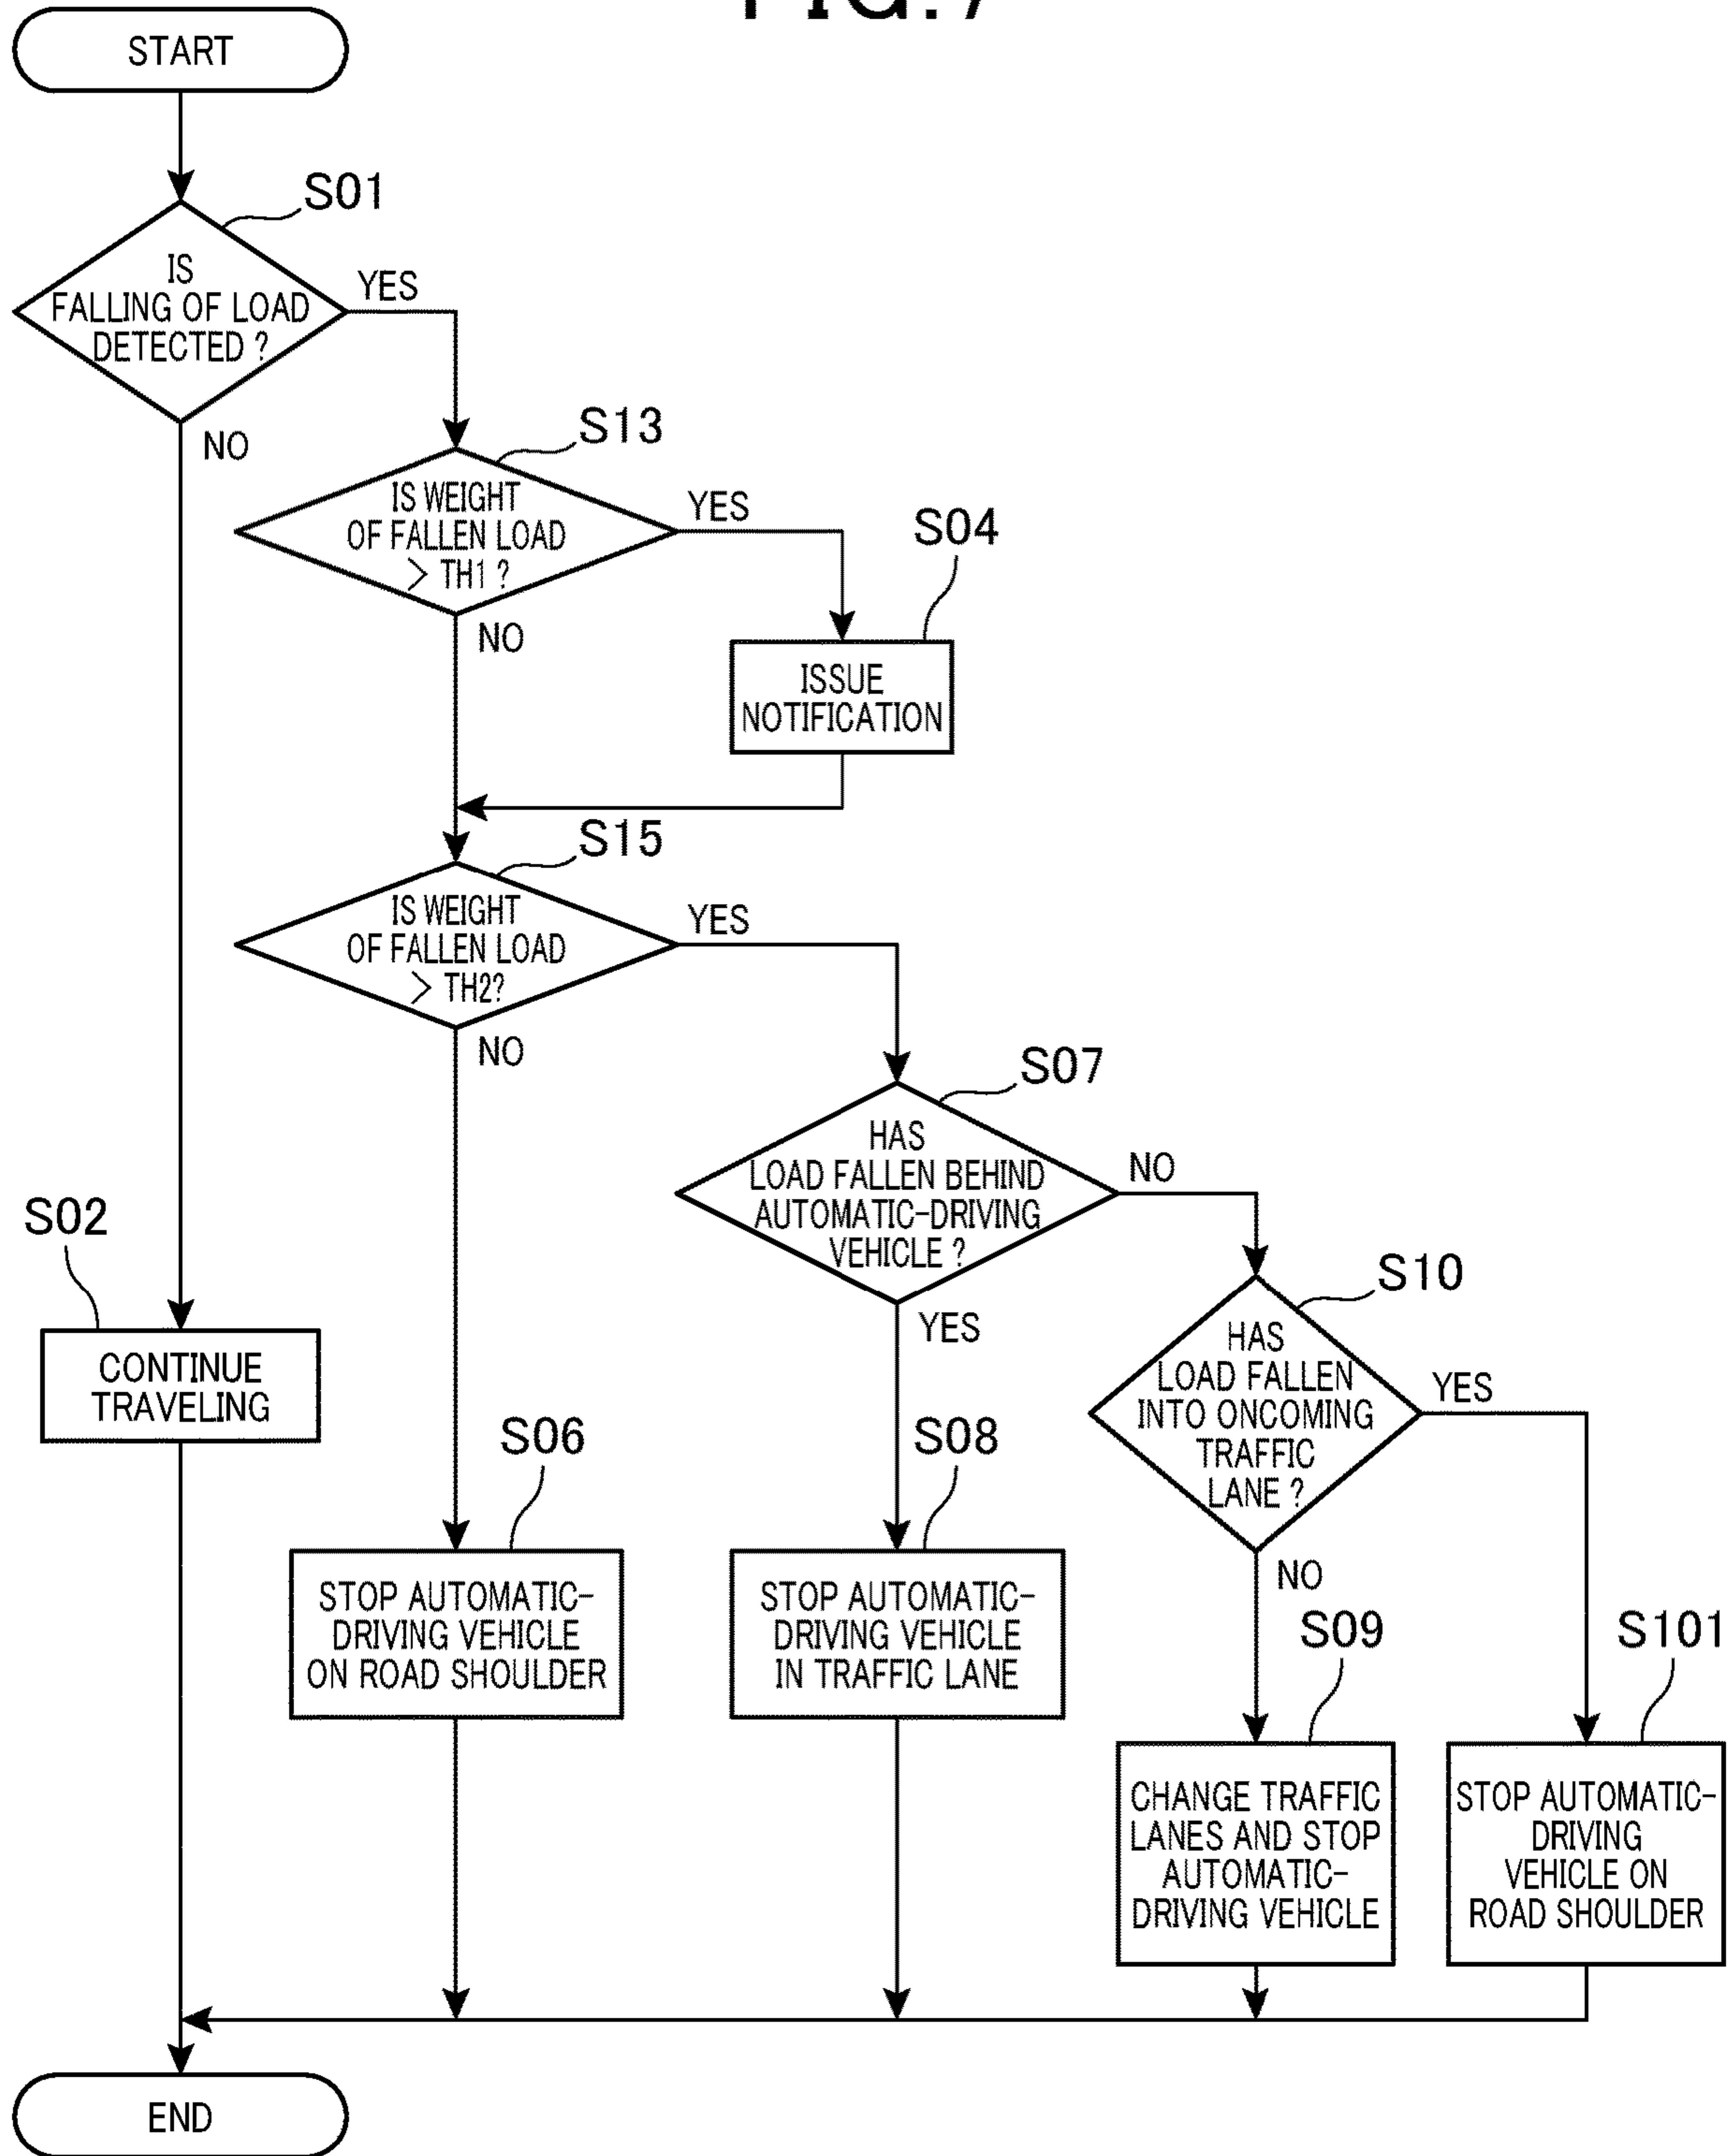 FIG.7
START
S01
IS
FALLING OF LOAD
DETECTED ?
YES
NO
S13
IS WEIGHT
OF FALLEN LOAD
> TH1 ?
YES
NO
S04
ISSUE
NOTIFICATION
S15
IS WEIGHT
OF FALLEN LOAD
> TH2?
YES
NO
S07
HAS
LOAD FALLEN BEHIND
AUTOMATIC-DRIVING
VEHICLE ?
NO
YES
S10
HAS
LOAD FALLEN
INTO ONCOMING
TRAFFIC
LANE ?
YES
NO
S02
CONTINUE
TRAVELING
S06
STOP AUTOMATIC-
DRIVING VEHICLE
ON ROAD SHOULDER
S08
STOP AUTOMATIC-
DRIVING VEHICLE
IN TRAFFIC LANE
S09
CHANGE TRAFFIC
LANES AND STOP
AUTOMATIC-
DRIVING VEHICLE
S101
STOP AUTOMATIC-
DRIVING
VEHICLE ON
ROAD SHOULDER
END